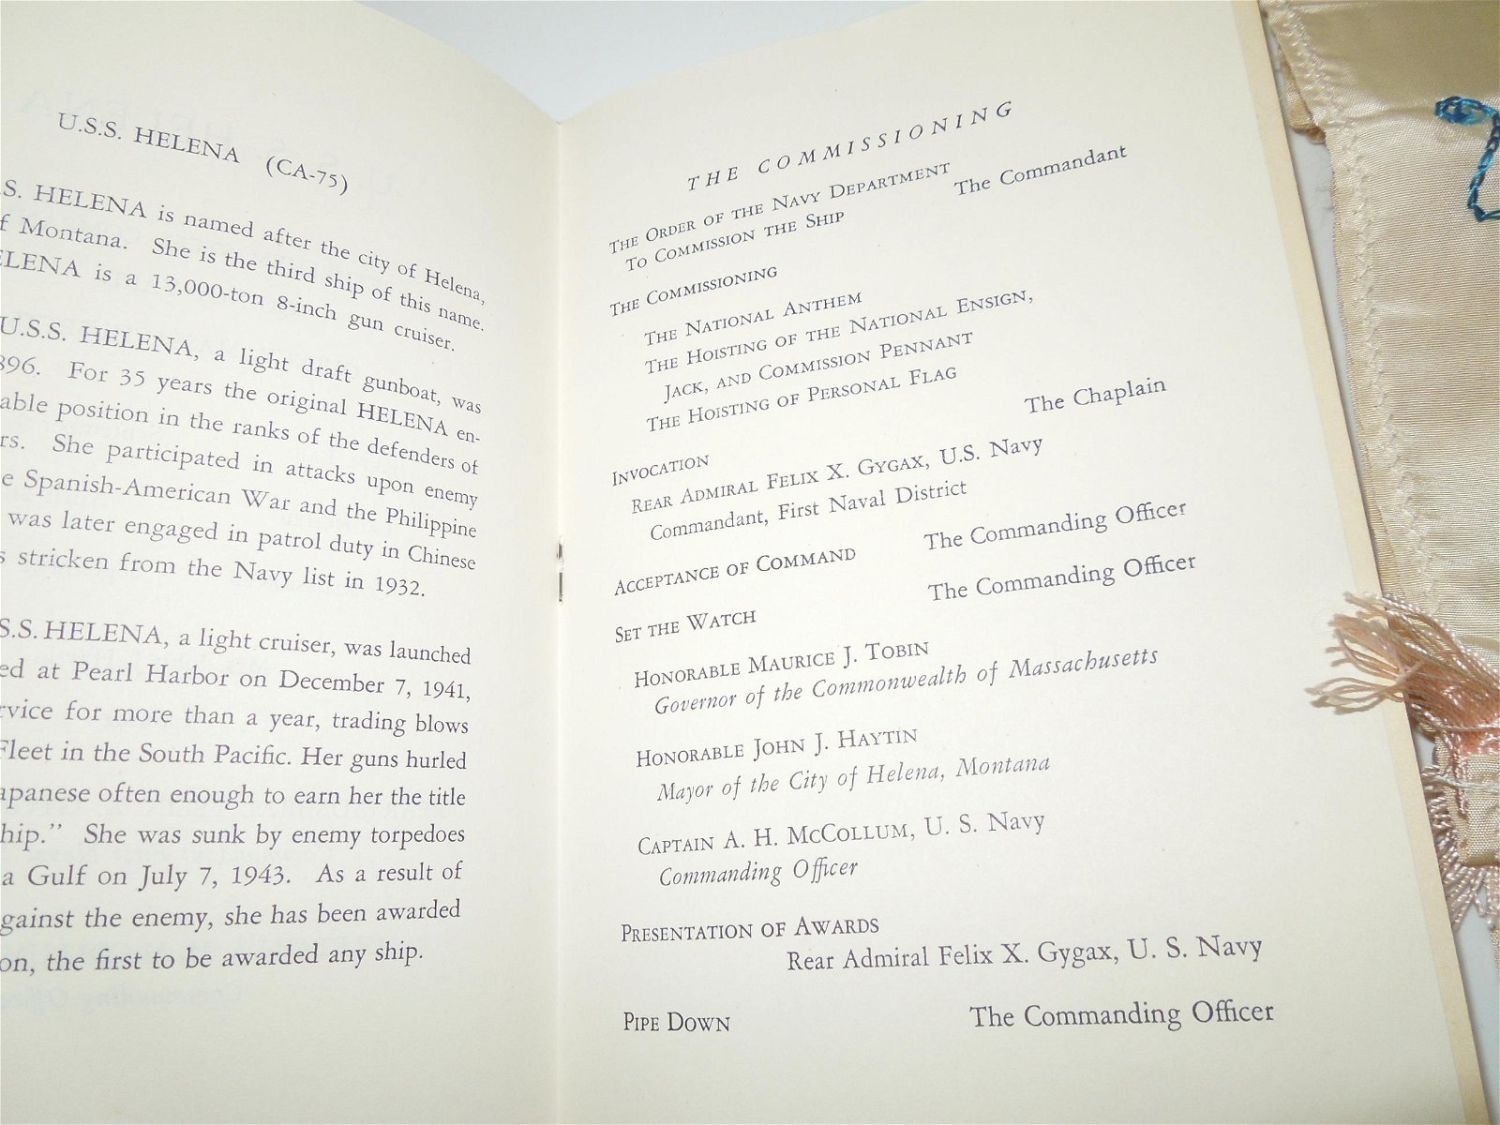 U.S.S. HELENA (CA-75)
S. HELENA is named after the city of Helena,
f Montana. She is the third ship of this name.
ELENA is a 13,000-ton 8-inch gun cruiser.
U.S.S. HELENA, a light draft gunboat, was
896. For 35 years the original HELENA en-
able position in the ranks of the defenders of
rs. She participated in attacks upon enemy
e Spanish-American War and the Philippine
was later engaged in patrol duty in Chinese
s stricken from the Navy list in 1932.
S.S. HELENA, a light cruiser, was launched
ed at Pearl Harbor on December 7, 1941,
rvice for more than a year, trading blows
Fleet in the South Pacific. Her guns hurled
apanese often enough to earn her the title
hip.” She was sunk by enemy torpedoes
a Gulf on July 7, 1943. As a result of
gainst the enemy, she has been awarded
on, the first to be awarded any ship.
THE COMMISSIONING
THE ORDER OF THE NAVY DEPARTMENT
TO COMMISSION THE SHIP The Commandant
THE COMMISSIONING
THE NATIONAL ANTHEM
THE HOISTING OF THE NATIONAL ENSIGN,
JACK, AND COMMISSION PENNANT
THE HOISTING OF PERSONAL FLAG
INVOCATION The Chaplain
REAR ADMIRAL FELIX X. GYGAX, U.S. Navy
Commandant, First Naval District
ACCEPTANCE OF COMMAND The Commanding Officer
SET THE WATCH The Commanding Officer
HONORABLE MAURICE J. TOBIN
Governor of the Commonwealth of Massachusetts
HONORABLE JOHN J. HAYTIN
Mayor of the City of Helena, Montana
CAPTAIN A. H. MCCOLLUM, U. S. Navy
Commanding Officer
PRESENTATION OF AWARDS
Rear Admiral Felix X. Gygax, U. S. Navy
PIPE DOWN The Commanding Officer